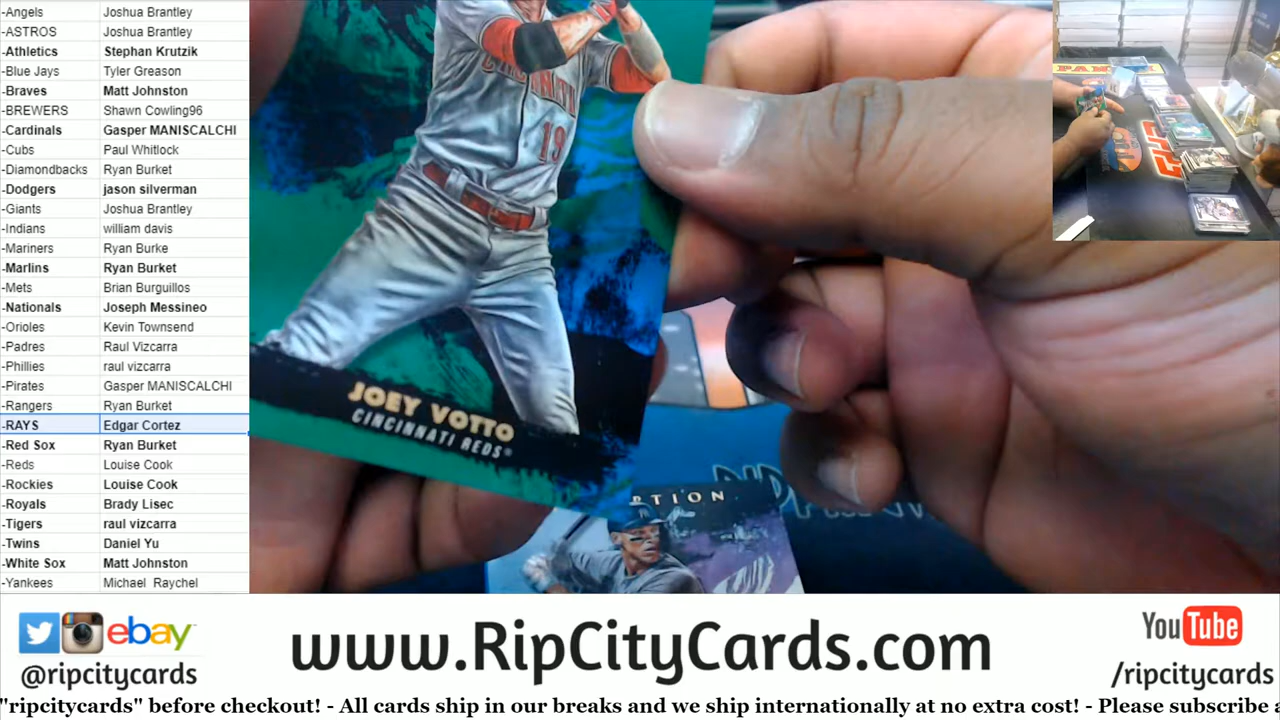 -Angels Joshua Brantley
-ASTROS Joshua Brantley
-Athletics Stephan Krutzik
-Blue Jays Tyler Greason
-Braves Matt Johnston
-BREWERS Shawn Cowling96
-Cardinals Gasper MANISCALCHI
-Cubs Paul Whitlock
-Diamondbacks Ryan Burket
-Dodgers jason silverman
-Giants Joshua Brantley
-Indians william davis
-Mariners Ryan Burke
-Marlins Ryan Burket
-Mets Brian Burguillos
-Nationals Joseph Messineo
-Orioles Kevin Townsend
-Padres Raul Vizcarra
-Phillies raul vizcarra
-Pirates Gasper MANISCALCHI
-Rangers Ryan Burket
-RAYS Edgar Cortez
-Red Sox Ryan Burket
-Reds Louise Cook
-Rockies Louise Cook
-Royals Brady Lisec
-Tigers raul vizcarra
-Twins Daniel Yu
-White Sox Matt Johnston
-Yankees Michael Raychel
CINCINNATI
19
JOEY VOTTO
CINCINNATI REDS®
PTION
ebay
@ripcitycards
www.RipCityCards.com
YouTube
/ripcitycards
"ripcitycards" before checkout! - All cards ship in our breaks and we ship internationally at no extra cost! - Please subscribe a